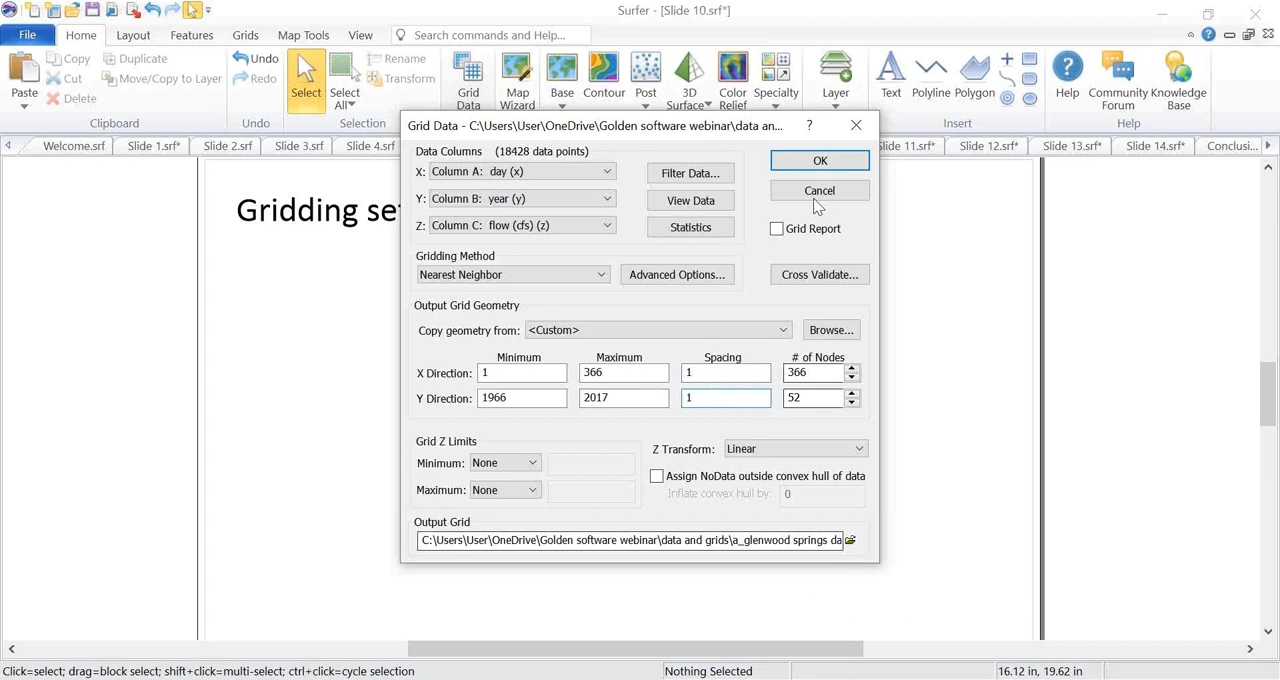 Surfer - [Slide 10.srf*]
File Home Layout Features Grids Map Tools View Search commands and Help...
Paste Copy Cut Delete Duplicate Move/Copy to Layer
Undo Redo Select Select All Rename Transform
Grid Data Map Wizard Base Contour Post 3D Surface Color Relief Specialty Layer
Text Polyline Polygon Help Community Forum Knowledge Base
Clipboard Undo Selection Insert Help
Welcome.srf Slide 1.srf* Slide 2.srf Slide 3.srf Slide 4.srf Slide 11.srf* Slide 12.srf* Slide 13.srf* Slide 14.srf* Conclusi...
Gridding se
Grid Data - C:\Users\User\OneDrive\Golden software webinar\data an... ?
Data Columns (18428 data points)
X: Column A: day (x) Filter Data... OK
Y: Column B: year (y) View Data Cancel
Z: Column C: flow (cfs) (z) Statistics Grid Report
Gridding Method
Nearest Neighbor Advanced Options... Cross Validate...
Output Grid Geometry
Copy geometry from: <Custom> Browse...
Minimum Maximum Spacing # of Nodes
X Direction: 1 366 1 366
Y Direction: 1966 2017 1 52
Grid Z Limits
Minimum: None
Maximum: None
Z Transform: Linear
Assign NoData outside convex hull of data
Inflate convex hull by: 0
Output Grid
C:\Users\User\OneDrive\Golden software webinar\data and grids\a_glenwood springs da
Click=select; drag=block select; shift+click=multi-select; ctrl+click=cycle selection Nothing Selected 16.12 in, 19.62 in